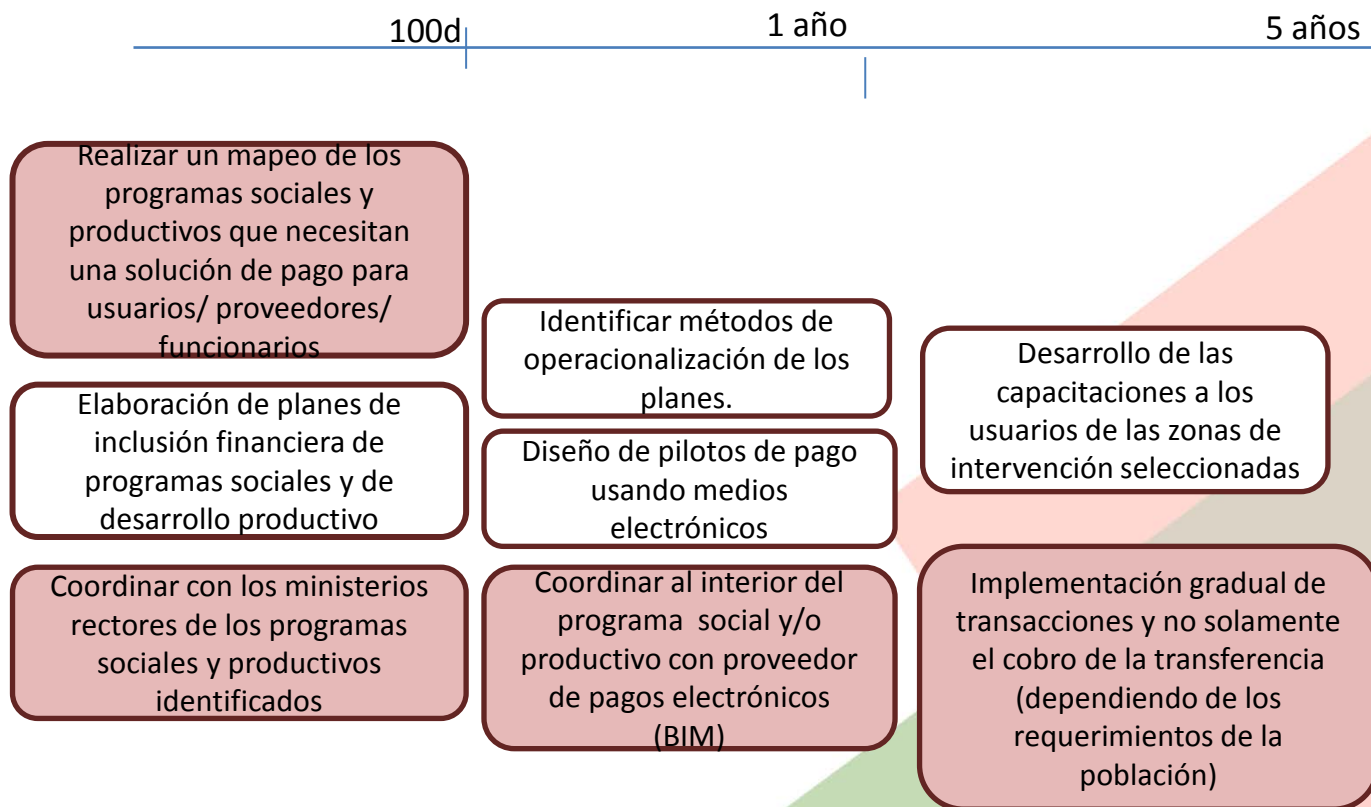 100d
1 año
5 años
Realizar un mapeo de los
programas sociales y
productivos que necesitan
una solución de pago para
usuarios/ proveedores/
funcionarios
Elaboración de planes de
inclusión financiera de
programas sociales y de
desarrollo productivo
Coordinar con los ministerios
rectores de los programas
sociales y productivos
identificados
Identificar métodos de
operacionalización de los
planes.
Diseño de pilotos de pago
usando medios
electrónicos
Coordinar al interior del
programa social y/o
productivo con proveedor
de pagos electrónicos
(BIM)
Desarrollo de las
capacitaciones a los
usuarios de las zonas de
intervención seleccionadas
Implementación gradual de
transacciones y no solamente
el cobro de la transferencia
(dependiendo de los
requerimientos de la
población)